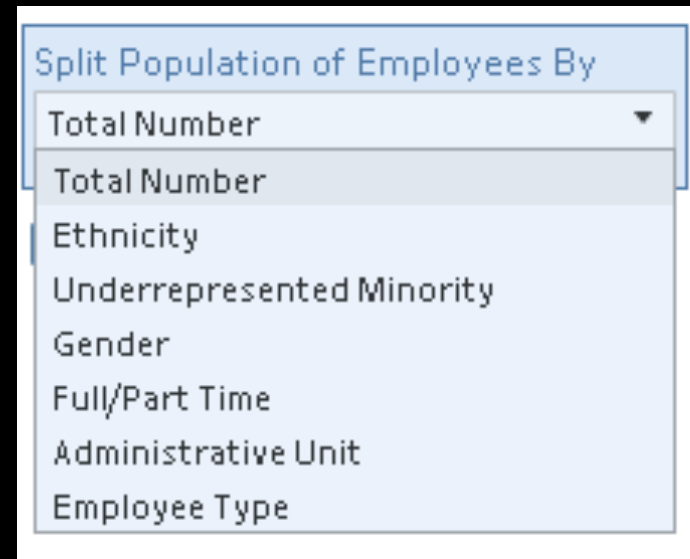 Split Population of Employees By
Total Number
Total Number
Ethnicity
Underrepresented Minority
Gender
Full/Part Time
Administrative Unit
Employee Type